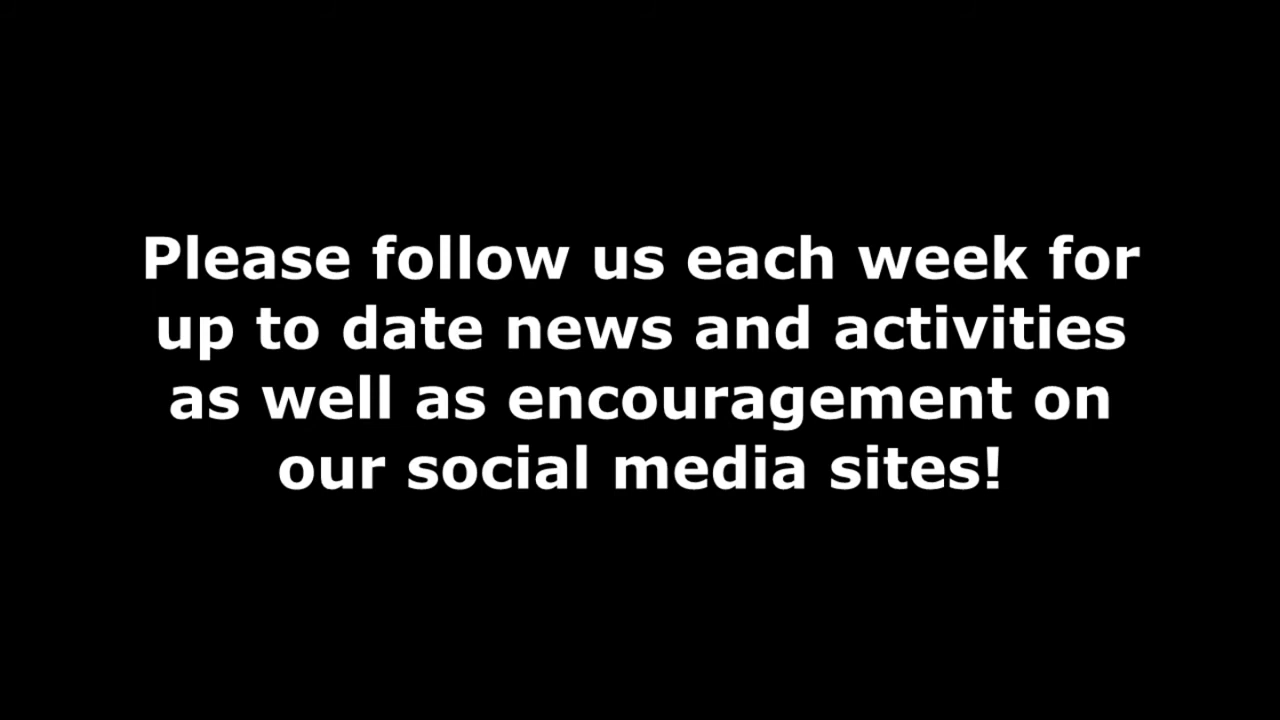 Please follow us each week for
up to date news and activities
as well as encouragement on
our social media sites!